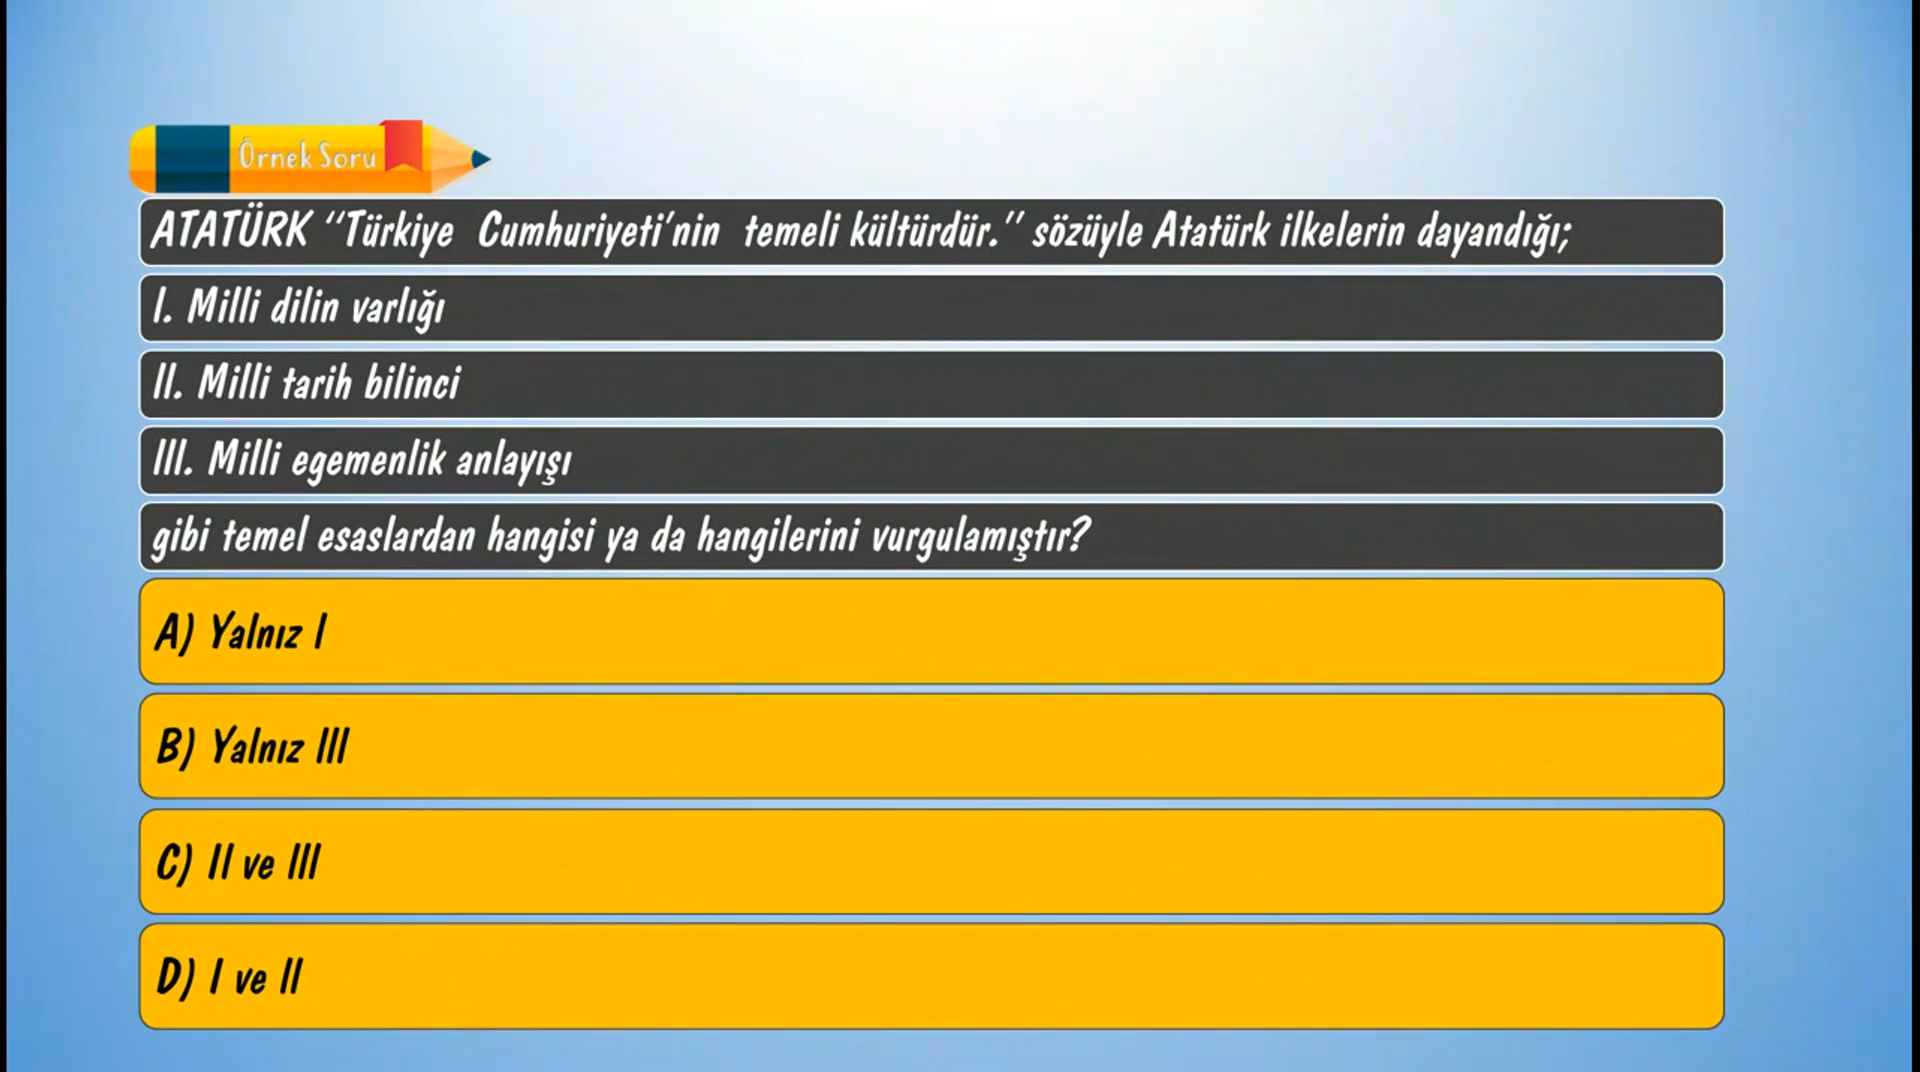 Örnek Soru
ATATÜRK “Türkiye Cumhuriyeti’nin temeli kültürdür.” sözüyle Atatürk ilkelerin dayandığı;
I. Milli dilin varlığı
II. Milli tarih bilinci
III. Milli egemenlik anlayışı
gibi temel esaslardan hangisi ya da hangilerini vurgulamıştır?
A) Yalnız I
B) Yalnız III
C) II ve III
D) I ve II